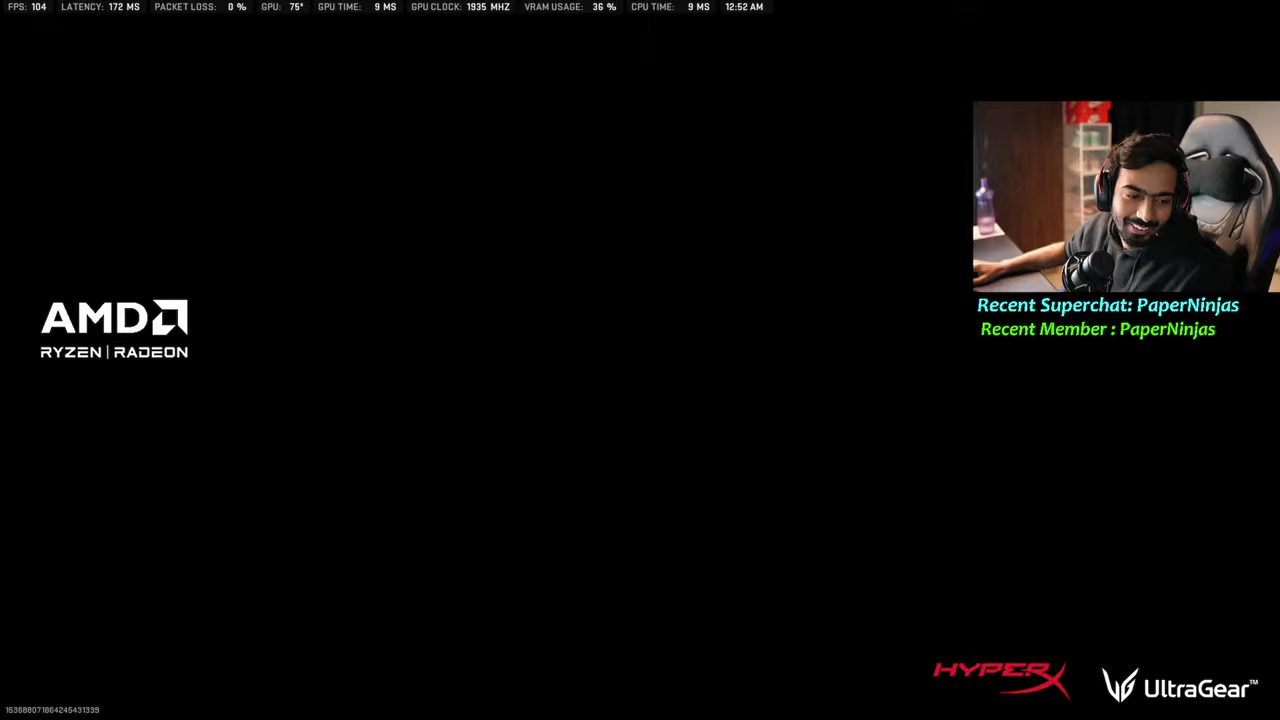 FPS: 104 LATENCY: 172 MS PACKET LOSS: 0 % GPU: 75° GPU TIME: 9 MS GPU CLOCK: 1935 MHZ VRAM USAGE: 36 % CPU TIME: 9 MS 12:52 AM
Recent Superchat: PaperNinjas
Recent Member : PaperNinjas
AMD
RYZEN | RADEON
HYPERX
UltraGear™
15368807186424543‌1339